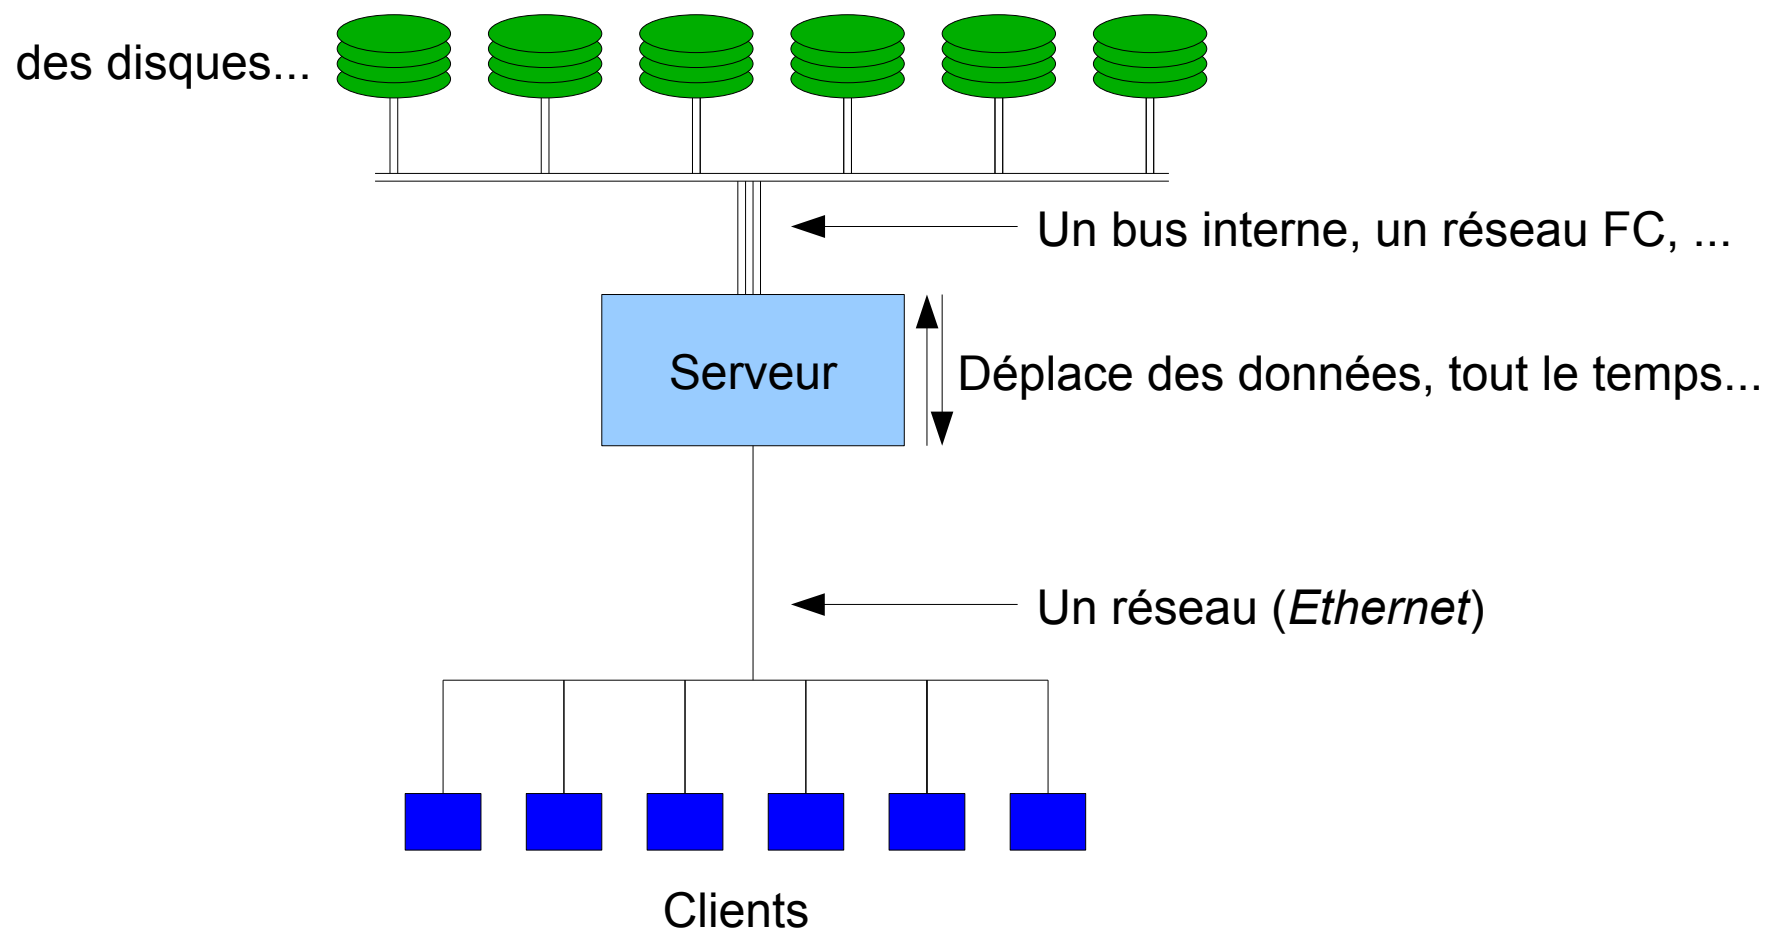 des disques...
Un bus interne, un réseau FC, ...
Serveur
Déplace des données, tout le temps...
Un réseau (Ethernet)
Clients